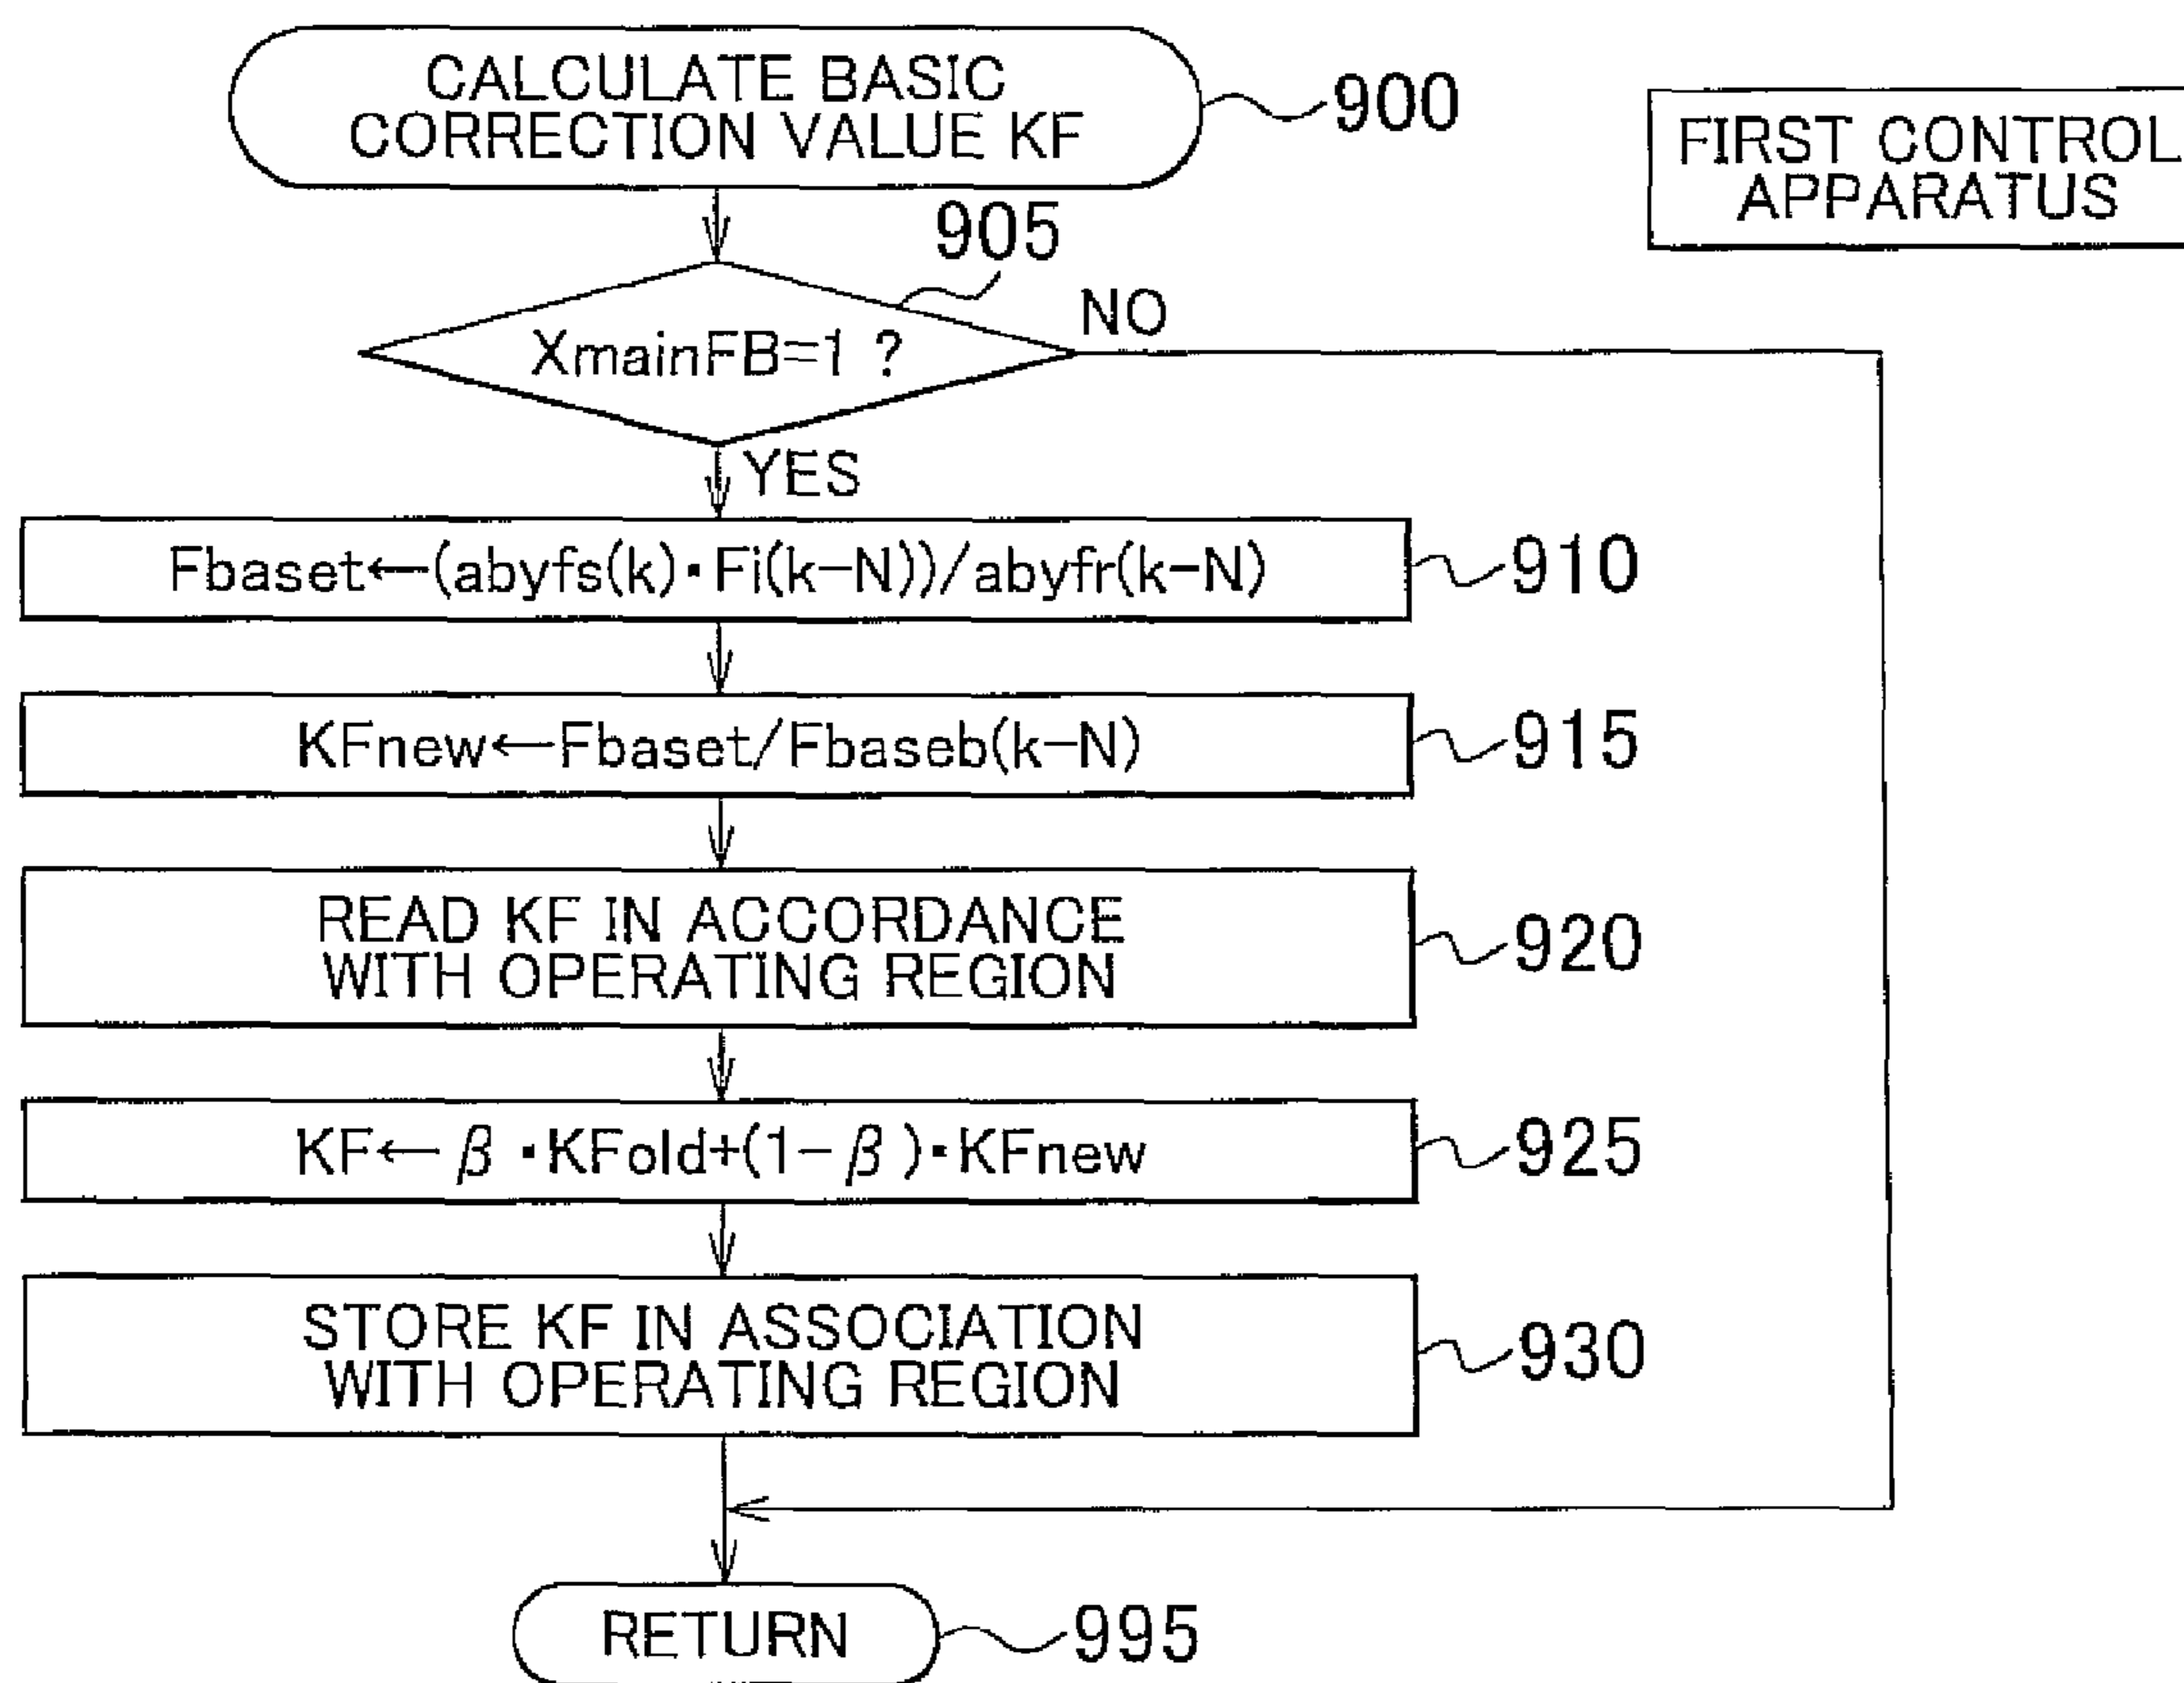 CALCULATE BASIC
CORRECTION VALUE KF
900
FIRST CONTROL
APPARATUS
905
XmainFB=1 ?
NO
YES
Fbaset←(abyfs(k)・Fi(k-N))/abyfr(k-N)
910
KFnew←Fbaset/Fbaseb(k-N)
915
READ KF IN ACCORDANCE
WITH OPERATING REGION
920
KF←β・KFold+(1-β)・KFnew
925
STORE KF IN ASSOCIATION
WITH OPERATING REGION
930
RETURN
995